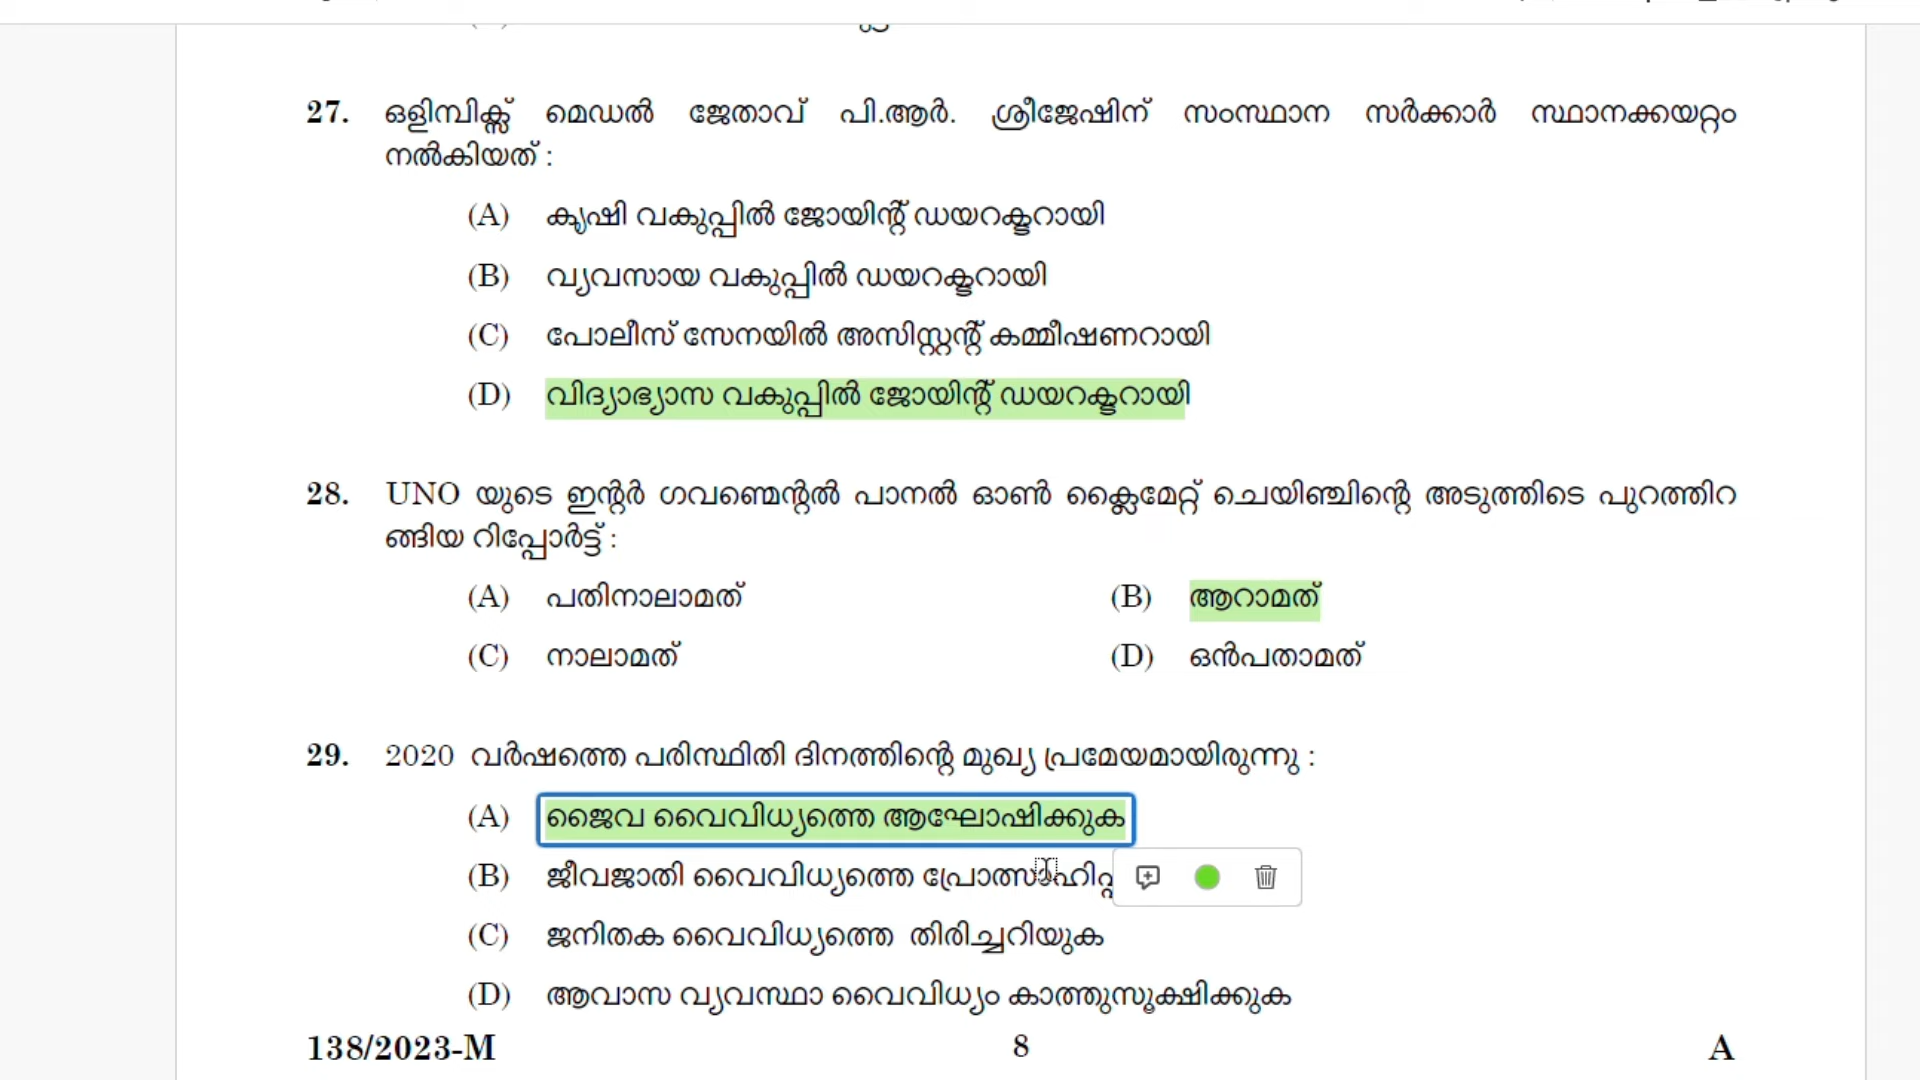 27. ഒളിമ്പിക്സ് മെഡൽ ജേതാവ് പി.ആർ. ശ്രീജേഷിന് സംസ്ഥാന സർക്കാർ സ്ഥാനക്കയറ്റം
നൽകിയത് :
(A) കൃഷി വകുപ്പിൽ ജോയിന്റ് ഡയറക്ടറായി
(B) വ്യവസായ വകുപ്പിൽ ഡയറക്ടറായി
(C) പോലീസ് സേനയിൽ അസിസ്റ്റന്റ് കമ്മീഷണറായി
(D) വിദ്യാഭ്യാസ വകുപ്പിൽ ജോയിന്റ് ഡയറക്ടറായി
28. UNO യുടെ ഇന്റർ ഗവണ്മെന്റൽ പാനൽ ഓൺ ക്ലൈമേറ്റ് ചെയിഞ്ചിന്റെ അടുത്തിടെ പുറത്തിറ
ങ്ങിയ റിപ്പോർട്ട് :
(A) പതിനാലാമത് (B) ആറാമത്
(C) നാലാമത് (D) ഒൻപതാമത്
29. 2020 വർഷത്തെ പരിസ്ഥിതി ദിനത്തിന്റെ മുഖ്യ പ്രമേയമായിരുന്നു :
(A) ജൈവ വൈവിധ്യത്തെ ആഘോഷിക്കുക
(B) ജീവജാതി വൈവിധ്യത്തെ
(C) ജനിതക വൈവിധ്യത്തെ തിരിച്ചറിയുക
(D) ആവാസ വ്യവസ്ഥാ വൈവിധ്യം കാത്തുസൂക്ഷിക്കുക
138/2023-M 8 A